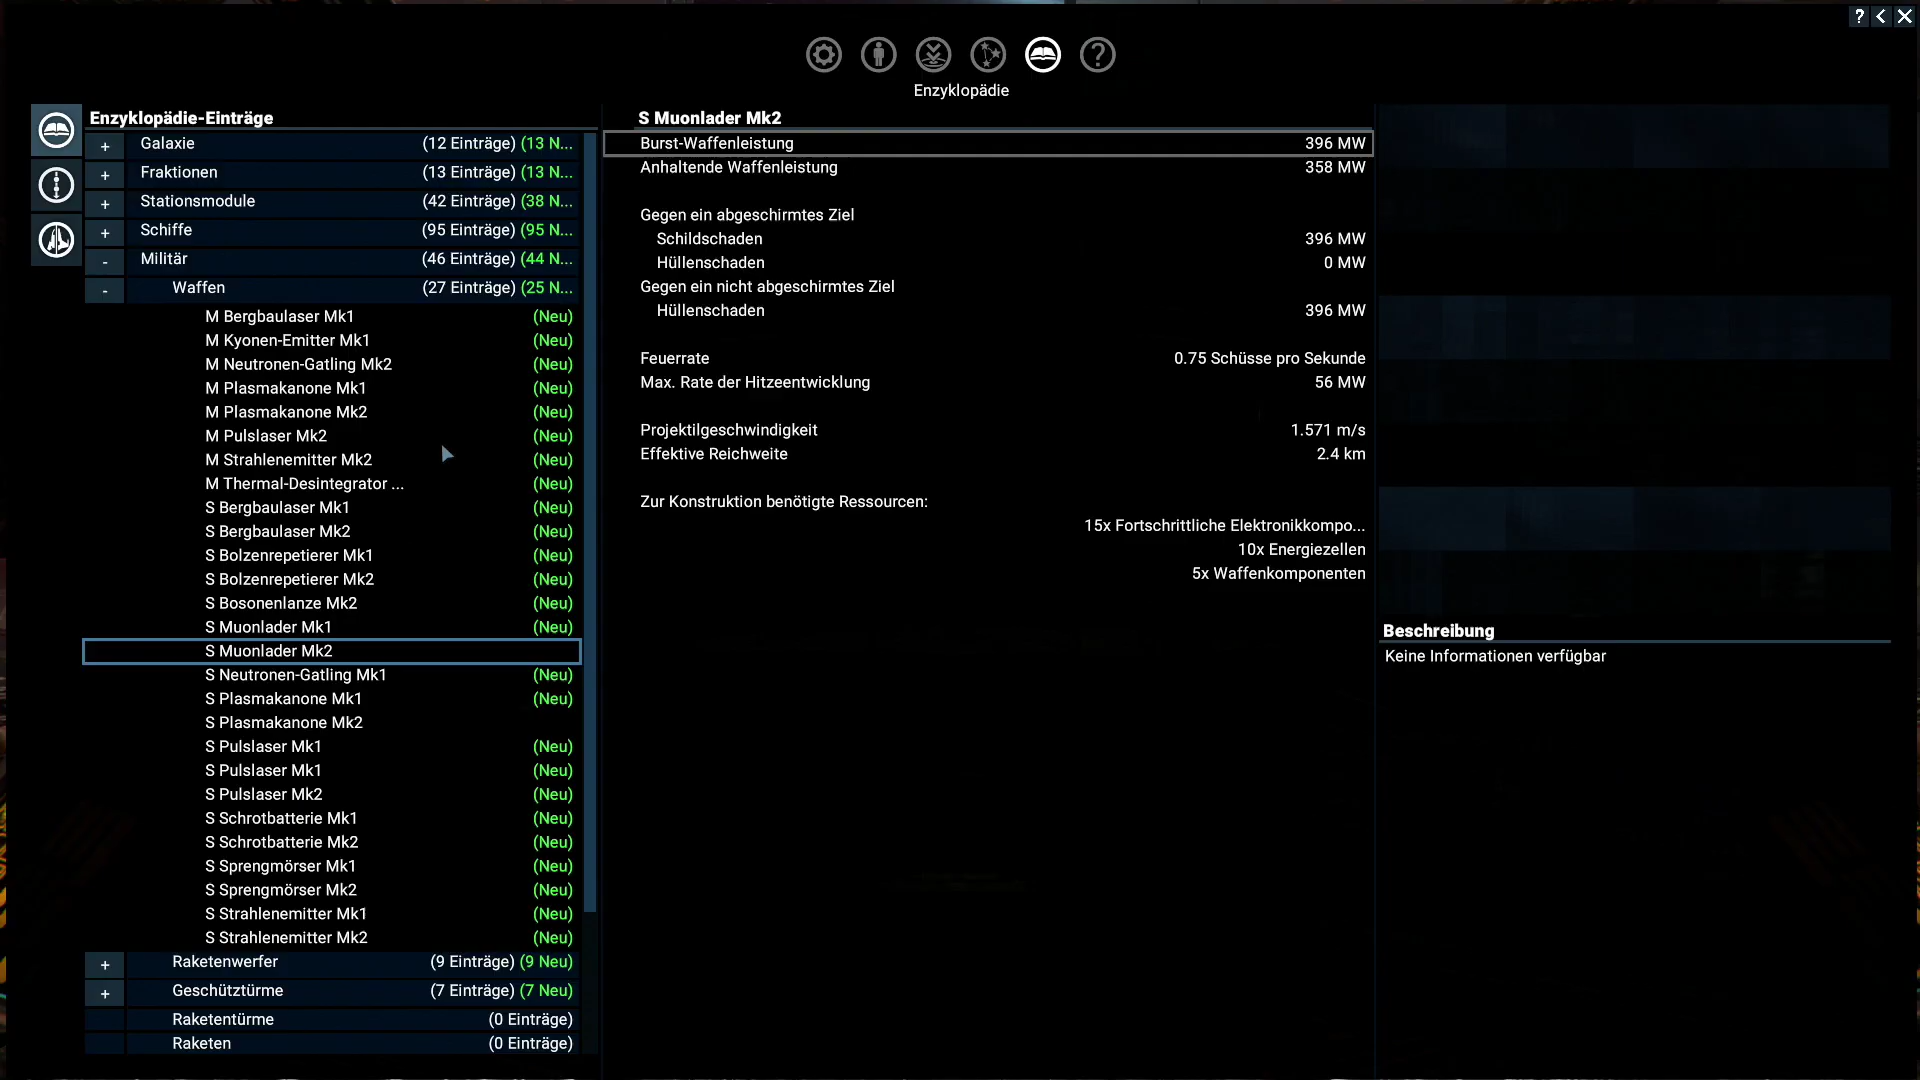 ?
Enzyklopädie
Enzyklopädie-Einträge
+ Galaxie (12 Einträge) (13 N...
+ Fraktionen (13 Einträge) (13 N...
+ Stationsmodule (42 Einträge) (38 N...
+ Schiffe (95 Einträge) (95 N...
- Militär (46 Einträge) (44 N...
- Waffen (27 Einträge) (25 N...
M Bergbaulaser Mk1 (Neu)
M Kyonen-Emitter Mk1 (Neu)
M Neutronen-Gatling Mk2 (Neu)
M Plasmakanone Mk1 (Neu)
M Plasmakanone Mk2 (Neu)
M Pulslaser Mk2 (Neu)
M Strahlenemitter Mk2 (Neu)
M Thermal-Desintegrator ... (Neu)
S Bergbaulaser Mk1 (Neu)
S Bergbaulaser Mk2 (Neu)
S Bolzenrepetierer Mk1 (Neu)
S Bolzenrepetierer Mk2 (Neu)
S Bosonenlanze Mk2 (Neu)
S Muonlader Mk1 (Neu)
S Muonlader Mk2
S Neutronen-Gatling Mk1 (Neu)
S Plasmakanone Mk1 (Neu)
S Plasmakanone Mk2
S Pulslaser Mk1 (Neu)
S Pulslaser Mk1 (Neu)
S Pulslaser Mk2 (Neu)
S Schrotbatterie Mk1 (Neu)
S Schrotbatterie Mk2 (Neu)
S Sprengmörser Mk1 (Neu)
S Sprengmörser Mk2 (Neu)
S Strahlenemitter Mk1 (Neu)
S Strahlenemitter Mk2 (Neu)
+ Raketenwerfer (9 Einträge) (9 Neu)
+ Geschütztürme (7 Einträge) (7 Neu)
Raketentürme (0 Einträge)
Raketen (0 Einträge)
S Muonlader Mk2
Burst-Waffenleistung 396 MW
Anhaltende Waffenleistung 358 MW
Gegen ein abgeschirmtes Ziel
Schildschaden 396 MW
Hüllenschaden 0 MW
Gegen ein nicht abgeschirmtes Ziel
Hüllenschaden 396 MW
Feuerrate 0.75 Schüsse pro Sekunde
Max. Rate der Hitzeentwicklung 56 MW
Projektilgeschwindigkeit 1.571 m/s
Effektive Reichweite 2.4 km
Zur Konstruktion benötigte Ressourcen:
15x Fortschrittliche Elektronikkompo...
10x Energiezellen
5x Waffenkomponenten
Beschreibung
Keine Informationen verfügbar